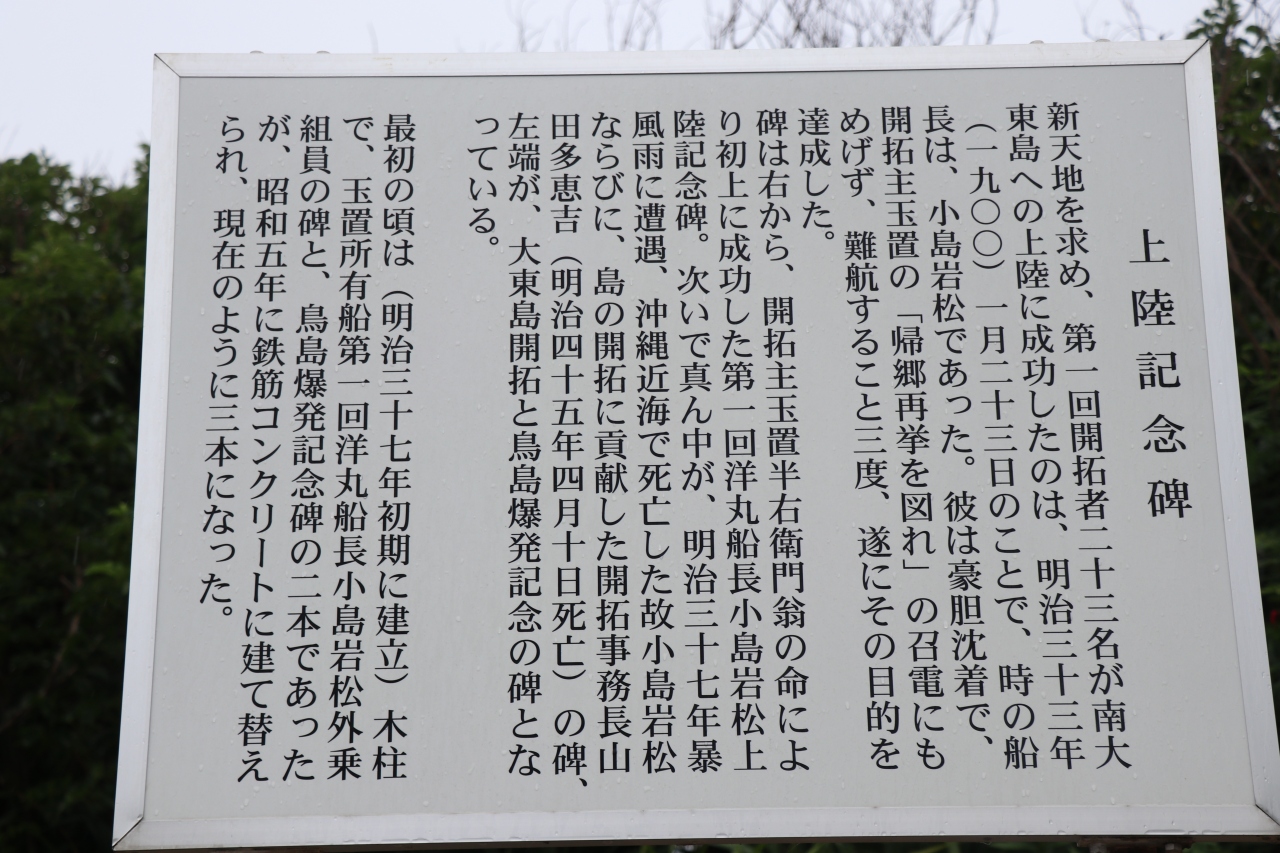 上陸記念碑
新天地を求め、第一回開拓者二十三名が南大
東島への上陸に成功したのは、明治三十三年
（一九〇〇）一月二十三日のことで、時の船
長は、小島岩松であった。彼は豪胆沈着で、
開拓主玉置の「帰郷再挙を図れ」の召電にも
めげず、難航すること三度、遂にその目的を
達成した。
碑は右から、開拓主玉置半右衛門翁の命によ
り初上に成功した第一回洋丸船長小島岩松上
陸記念碑。次いで真ん中が、明治三十七年暴
風雨に遭遇、沖縄近海で死亡した故小島岩松
ならびに、島の開拓に貢献した開拓事務長山
田多恵吉（明治四十五年四月十日死亡）の碑、
左端が、大東島開拓と鳥島爆発記念の碑とな
っている。
最初の頃は（明治三十七年初期に建立）木柱
で、玉置所有船第一回洋丸船長小島岩松外乗
組員の碑と、鳥島爆発記念碑の二本であった
が、昭和五年に鉄筋コンクリートに建て替え
られ、現在のように三本になった。